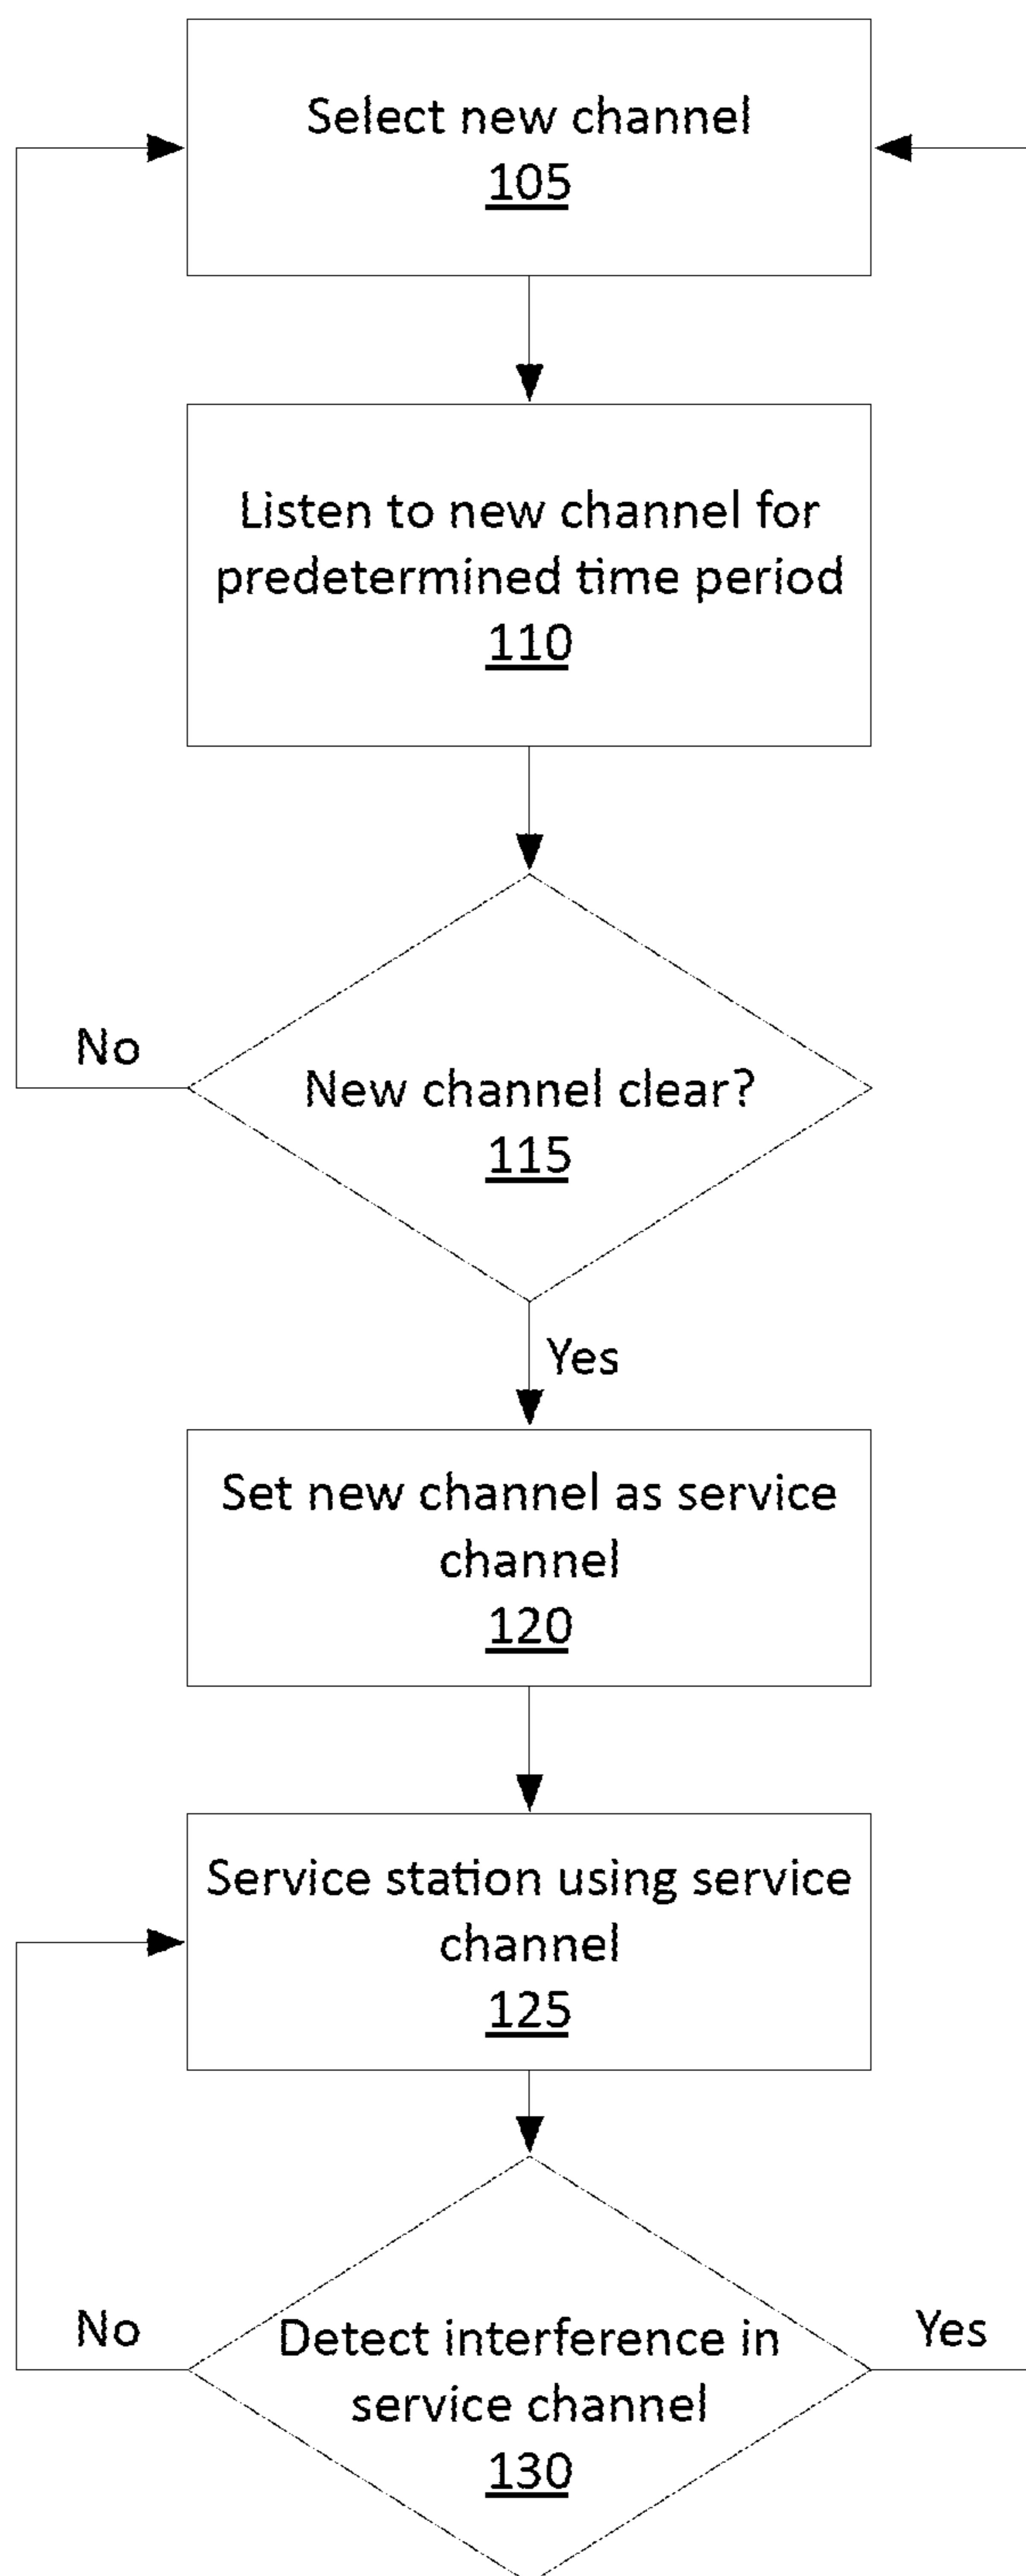 Select new channel
105
Listen to new channel for
predetermined time period
110
No
New channel clear?
115
Yes
Set new channel as service
channel
120
Service station using service
channel
125
No
Yes
Detect interference in
service channel
130